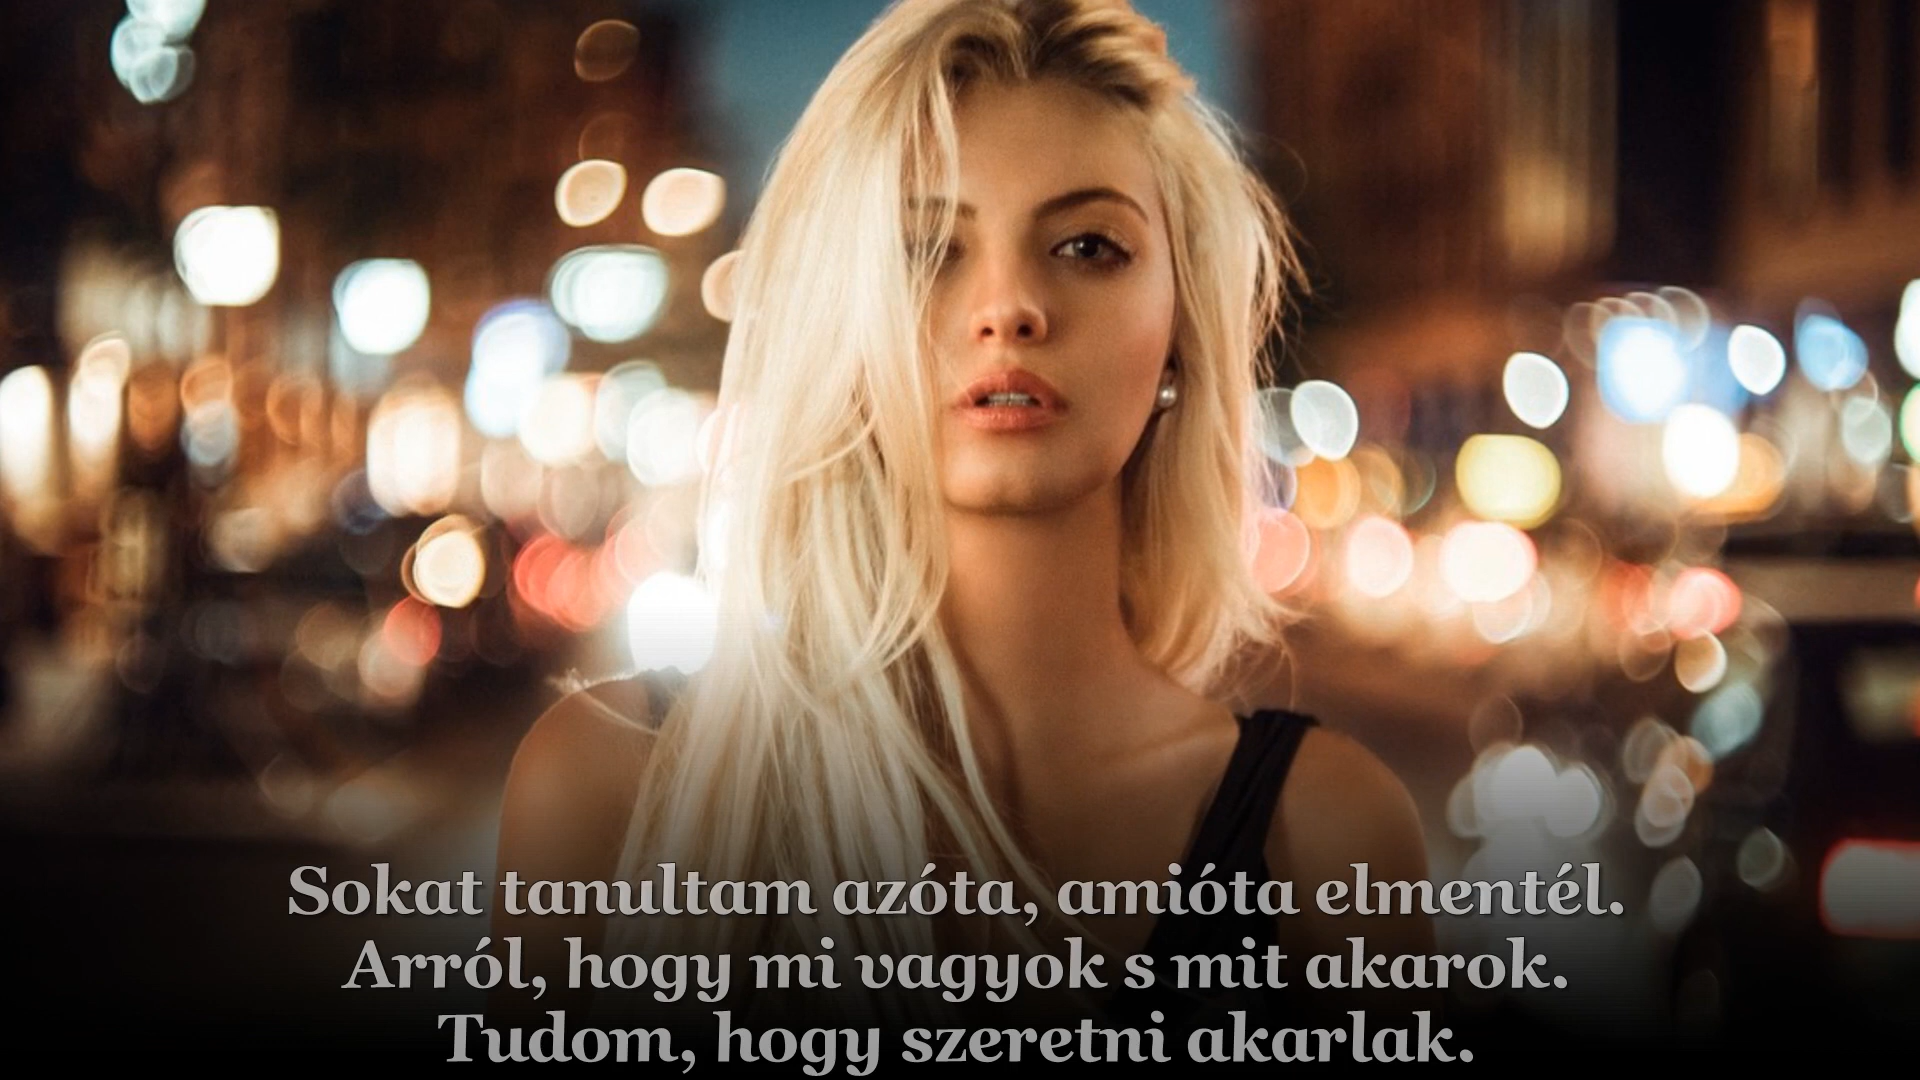 Sokat tanultam azóta, amióta elmentél.
Arról, hogy mi vagyok s mit akarok.
Tudom, hogy szeretni akarlak.